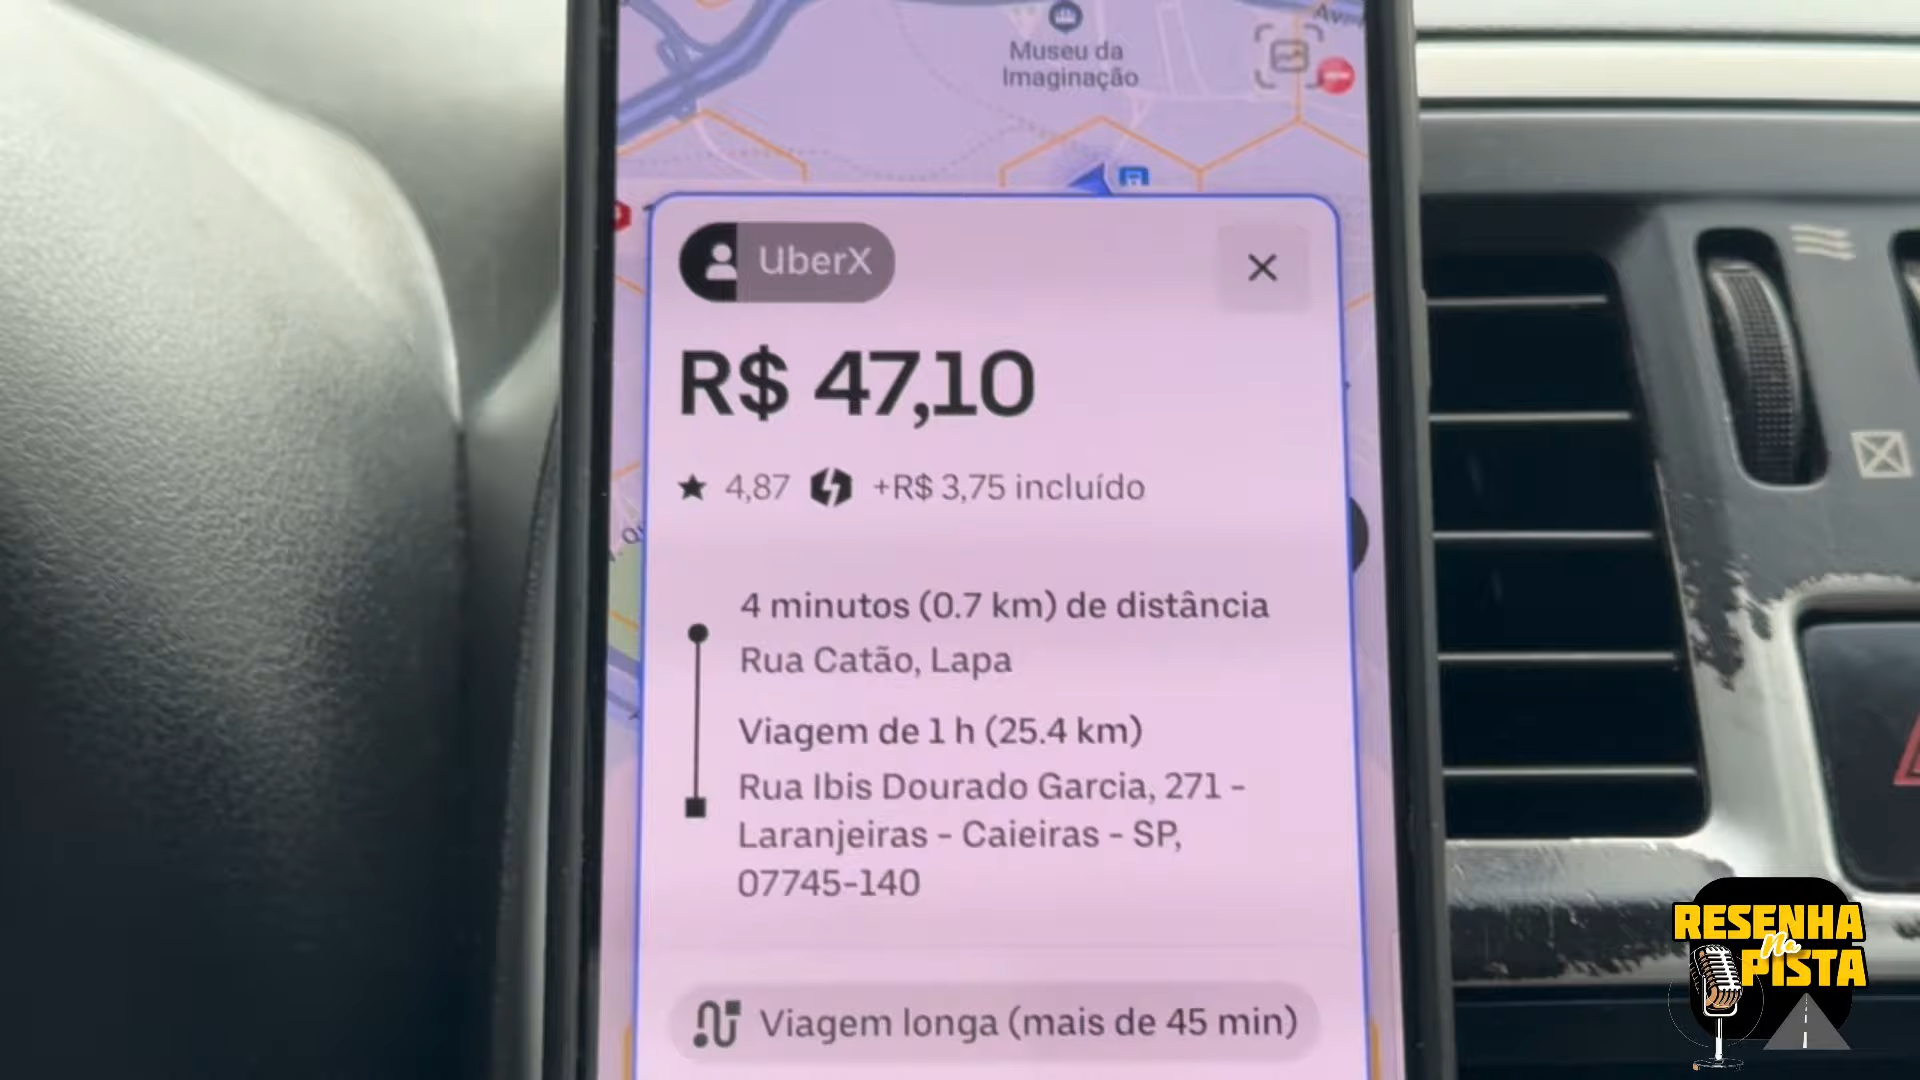 Museu da
Imaginação
UberX
R$ 47,10
4,87 +R$ 3,75 incluído
4 minutos (0.7 km) de distância
Rua Catão, Lapa
Viagem de 1 h (25.4 km)
Rua Ibis Dourado Garcia, 271 -
Laranjeiras - Caieiras - SP,
07745-140
Viagem longa (mais de 45 min)
RESENHA
Na
PISTA